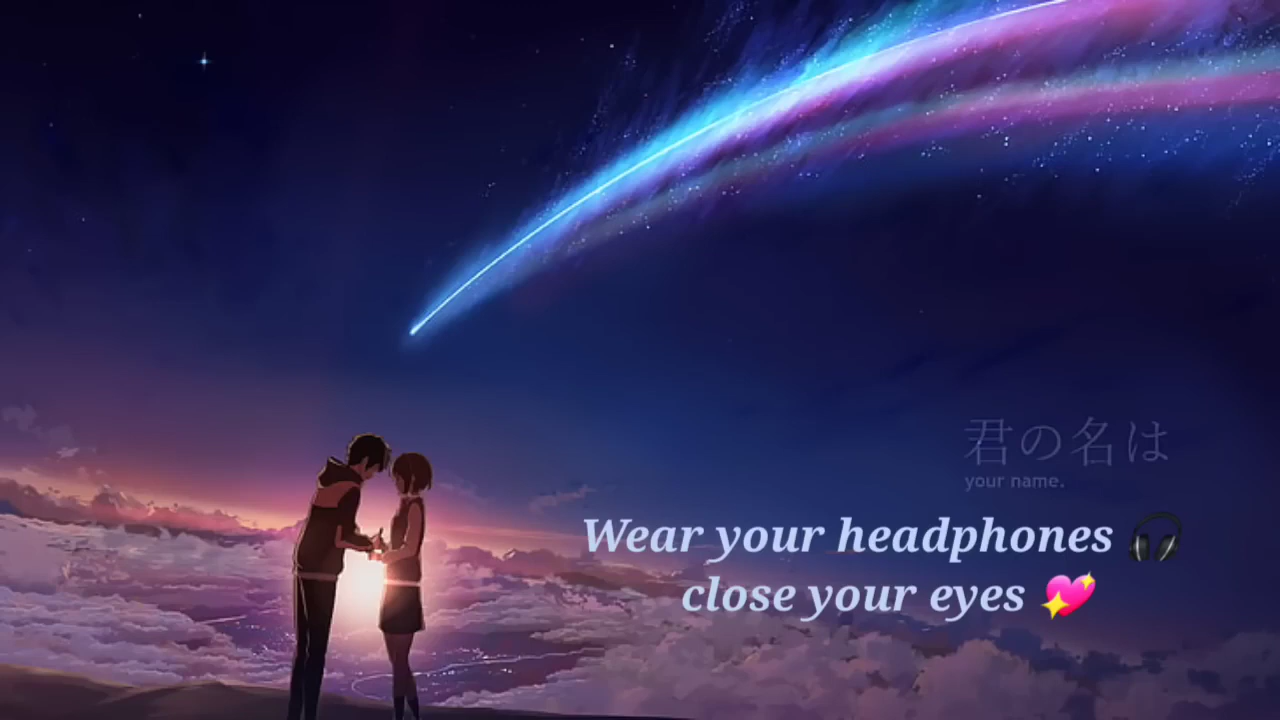 君の名は
your name.
Wear your headphones 🎧
close your eyes 💖